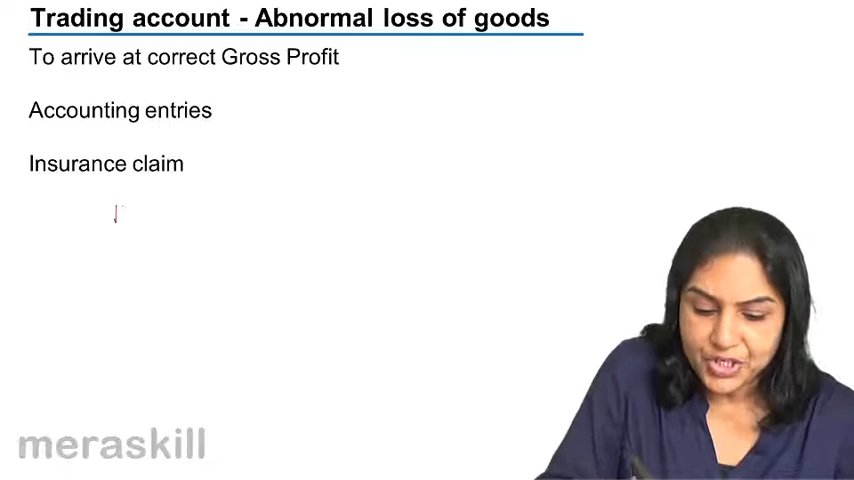 Trading account - Abnormal loss of goods
To arrive at correct Gross Profit
Accounting entries
Insurance claim
meraskill